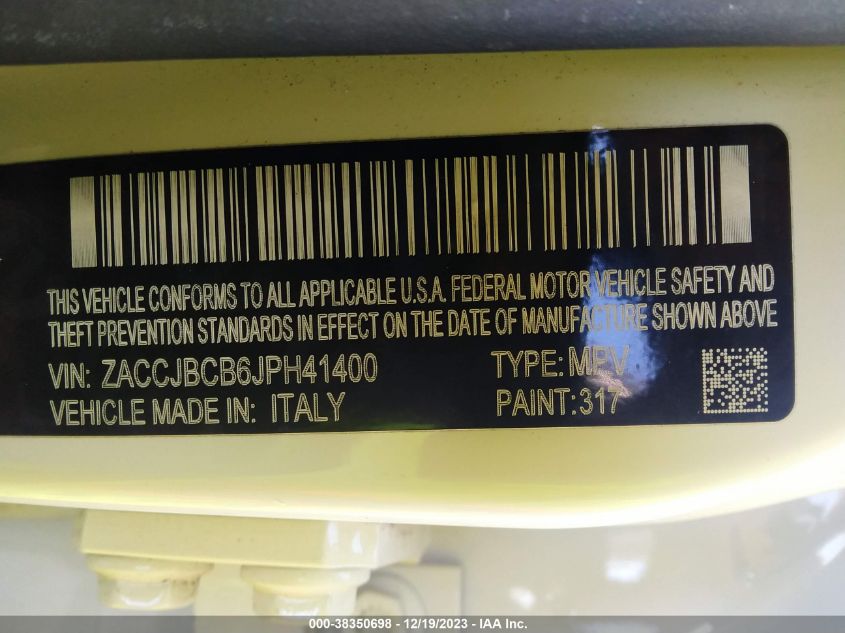 THIS VEHICLE CONFORMS TO ALL APPLICABLE U.S.A. FEDERAL MOTOR VEHICLE SAFETY AND
THEFT PREVENTION STANDARDS IN EFFECT ON THE DATE OF MANUFACTURE SHOWN ABOVE
VIN: ZACCJBCB6JPH41400 TYPE: MPV
VEHICLE MADE IN: ITALY PAINT: 317
000-38350698 - 12/19/2023 - IAA Inc.